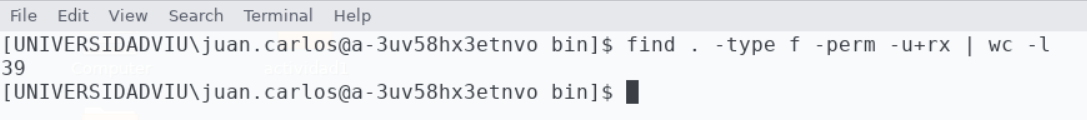 File Edit View Search Terminal Help
[UNIVERSIDADVIU\juan.carlos@a-3uv58hx3etnvo bin]$ find . -type f -perm -u+rx | wc -l
39
[UNIVERSIDADVIU\juan.carlos@a-3uv58hx3etnvo bin]$